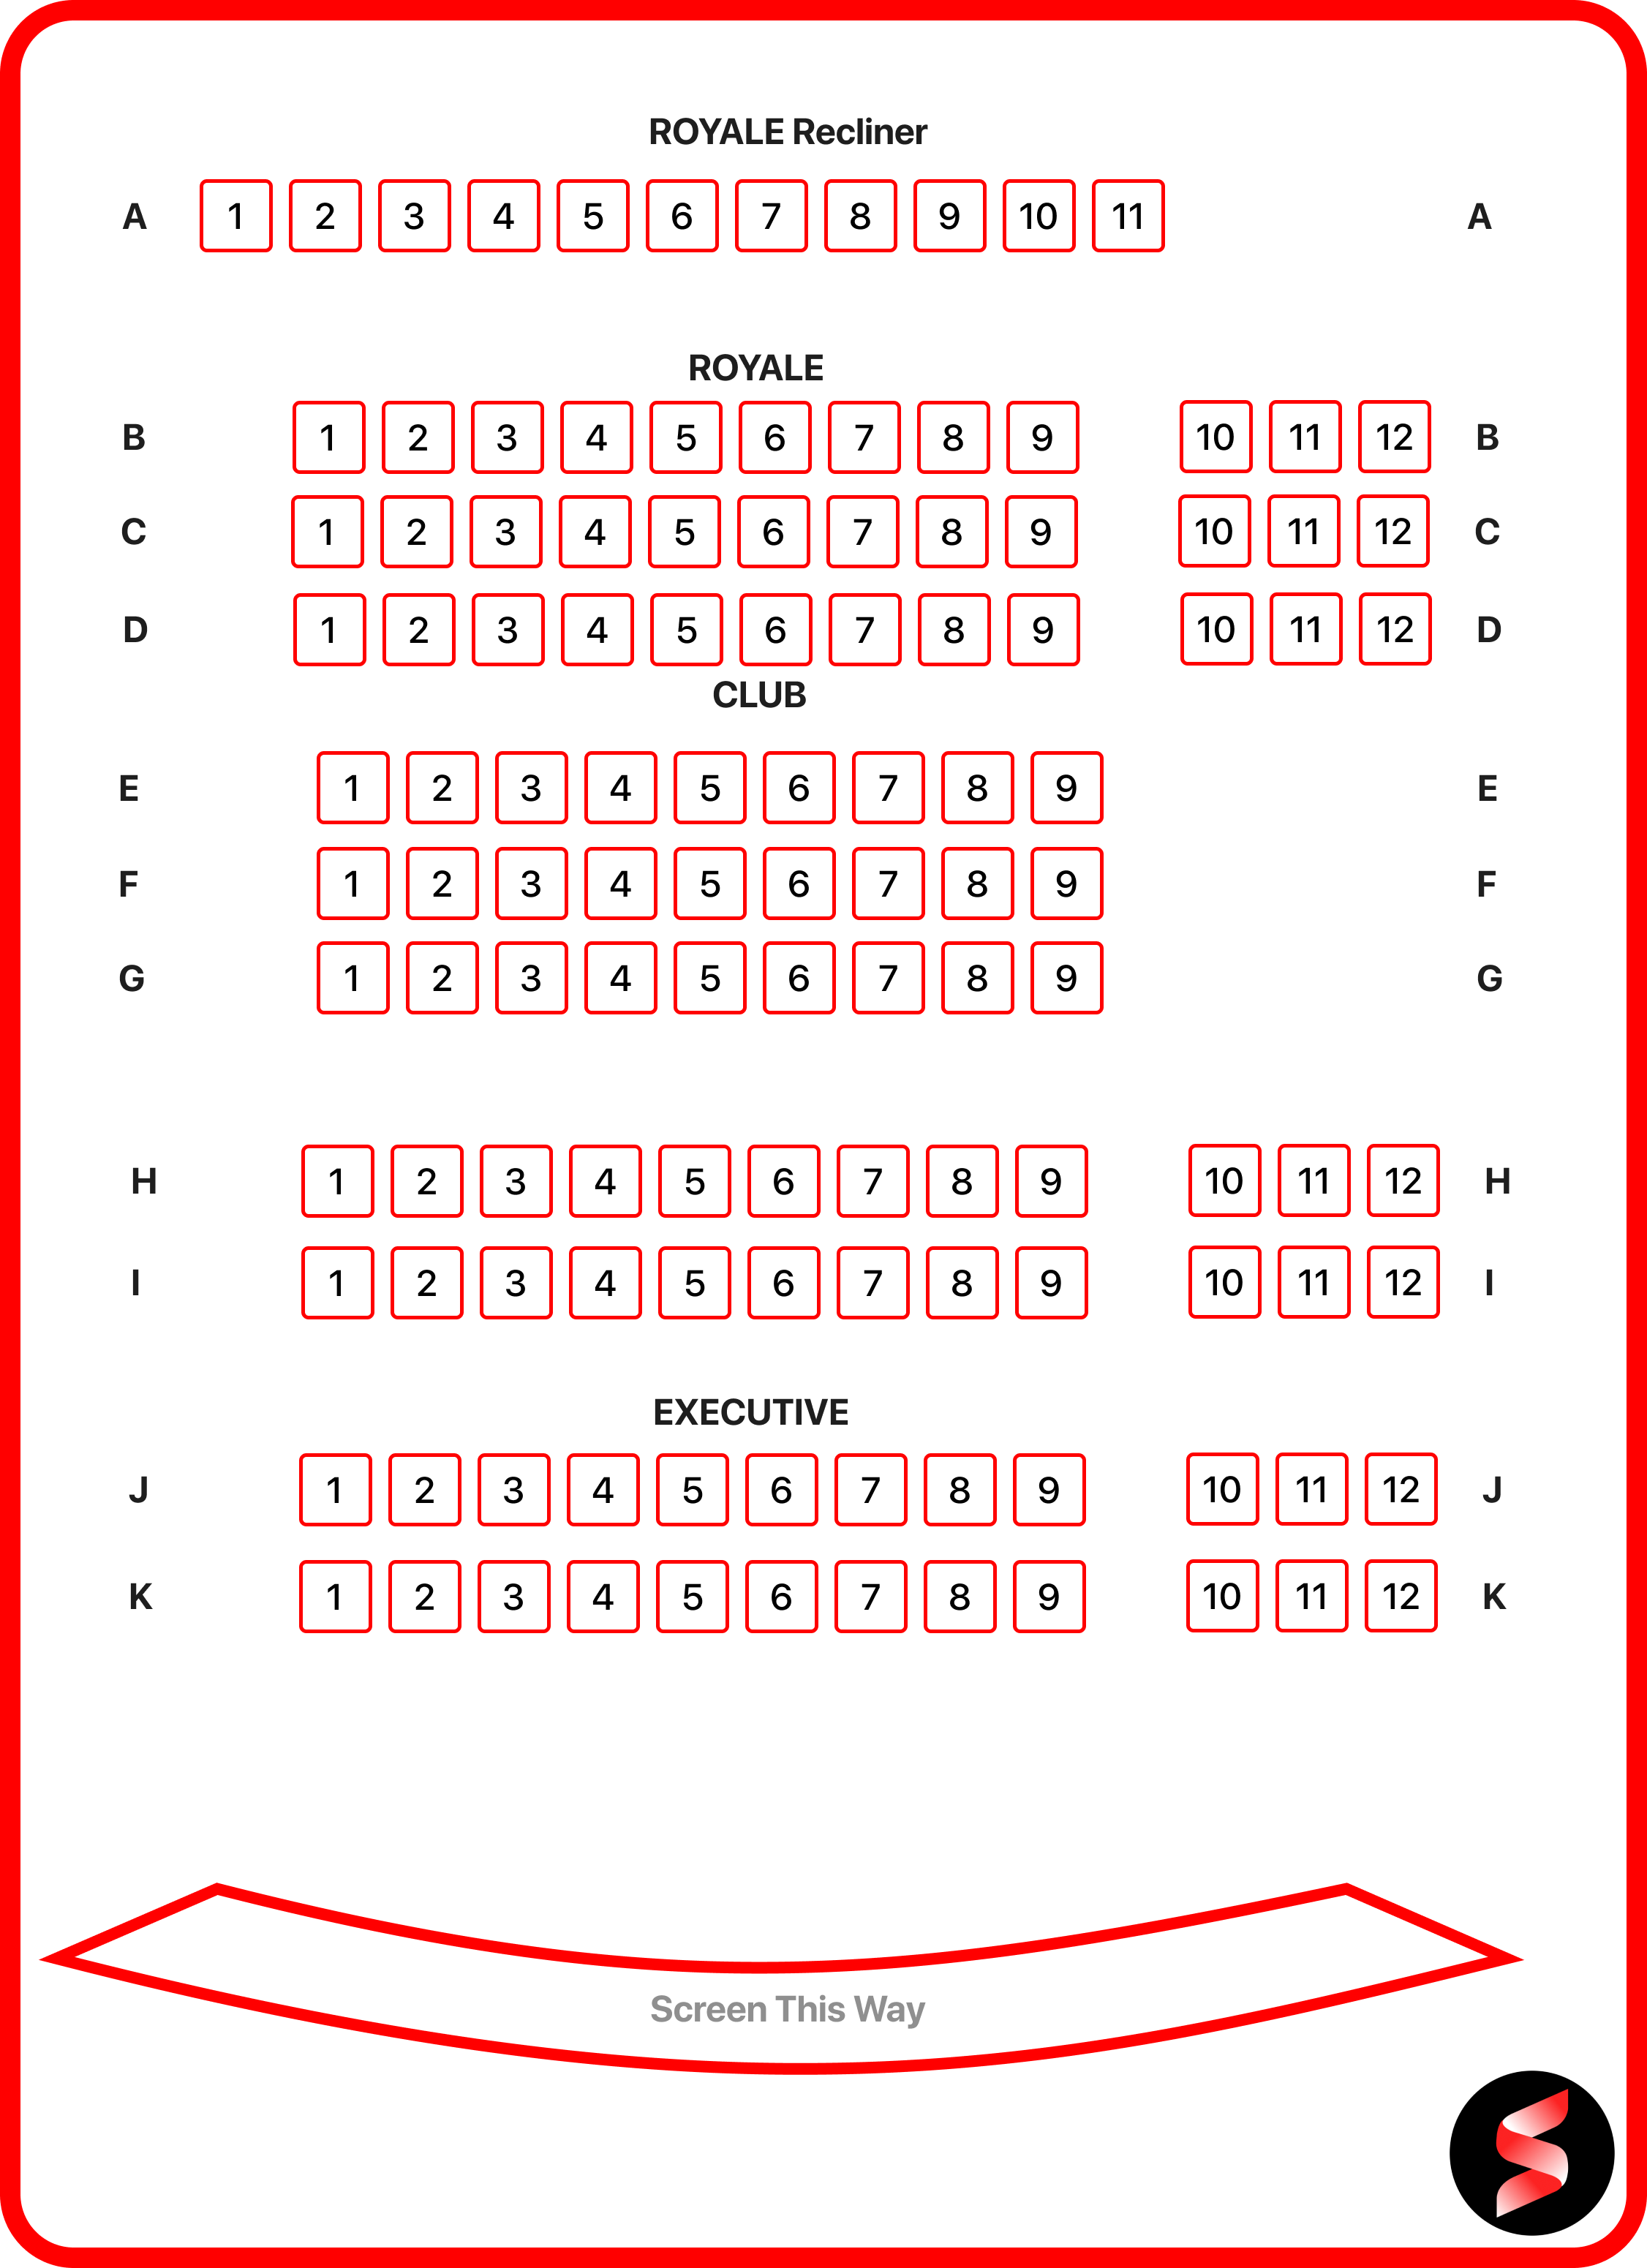 ROYALE Recliner
A 1 2 3 4 5 6 7 8 9 10 11 A
ROYALE
B 1 2 3 4 5 6 7 8 9 10 11 12 B
C 1 2 3 4 5 6 7 8 9 10 11 12 C
D 1 2 3 4 5 6 7 8 9 10 11 12 D
CLUB
E 1 2 3 4 5 6 7 8 9 E
F 1 2 3 4 5 6 7 8 9 F
G 1 2 3 4 5 6 7 8 9 G
H 1 2 3 4 5 6 7 8 9 10 11 12 H
I 1 2 3 4 5 6 7 8 9 10 11 12 I
EXECUTIVE
J 1 2 3 4 5 6 7 8 9 10 11 12 J
K 1 2 3 4 5 6 7 8 9 10 11 12 K
Screen This Way